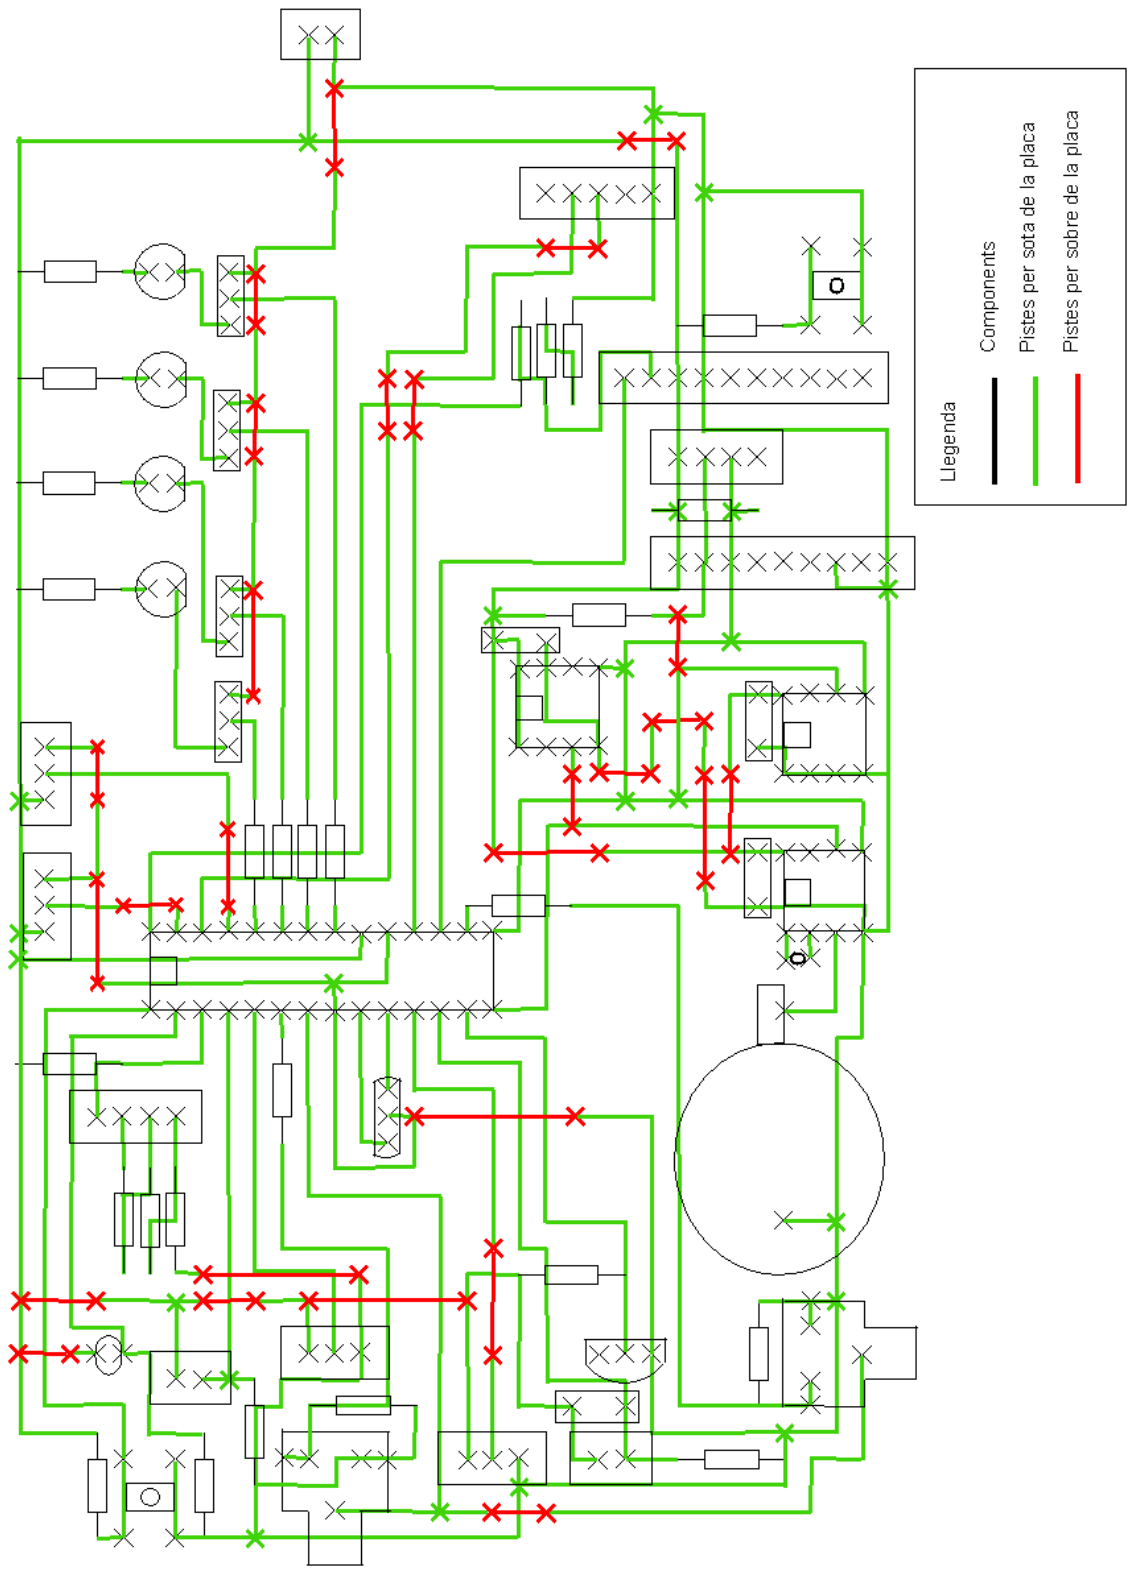 Llegenda
Components
Pistes per sota de la placa
Pistes per sobre de la placa